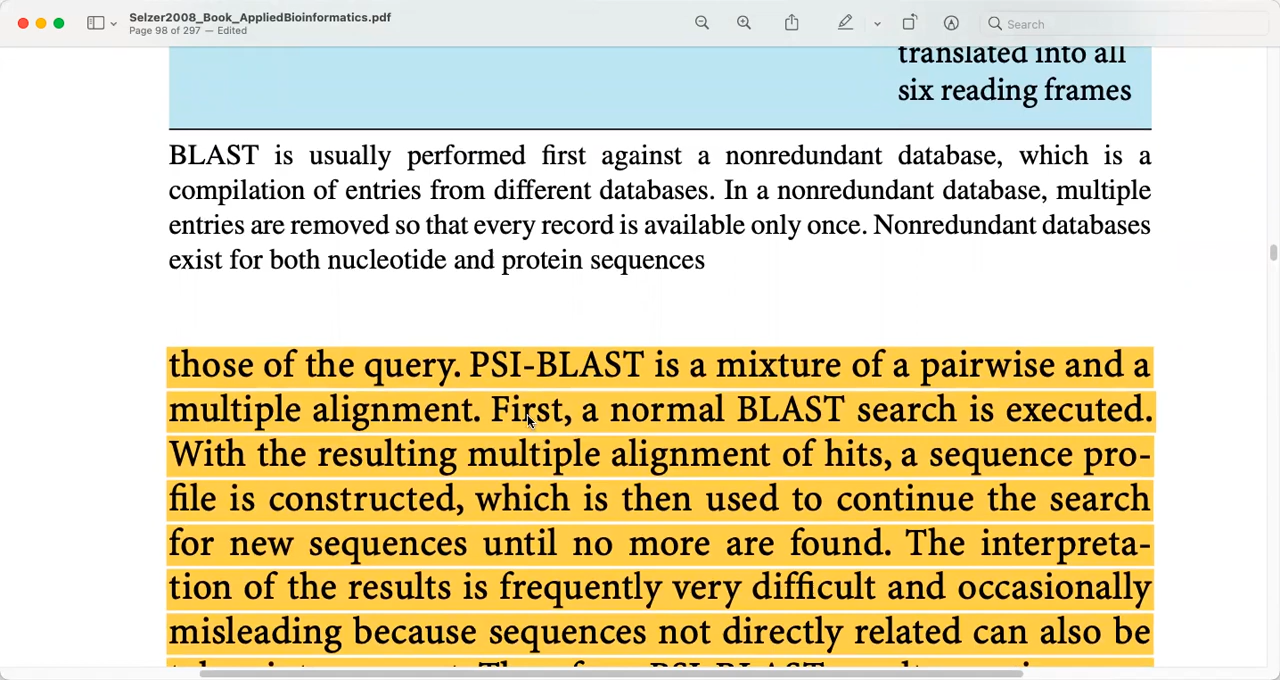 Selzer2008_Book_AppliedBioinformatics.pdf
Page 98 of 297 — Edited
Search
translated into all
six reading frames
BLAST is usually performed first against a nonredundant database, which is a
compilation of entries from different databases. In a nonredundant database, multiple
entries are removed so that every record is available only once. Nonredundant databases
exist for both nucleotide and protein sequences
those of the query. PSI-BLAST is a mixture of a pairwise and a
multiple alignment. First, a normal BLAST search is executed.
With the resulting multiple alignment of hits, a sequence pro-
file is constructed, which is then used to continue the search
for new sequences until no more are found. The interpreta-
tion of the results is frequently very difficult and occasionally
misleading because sequences not directly related can also be